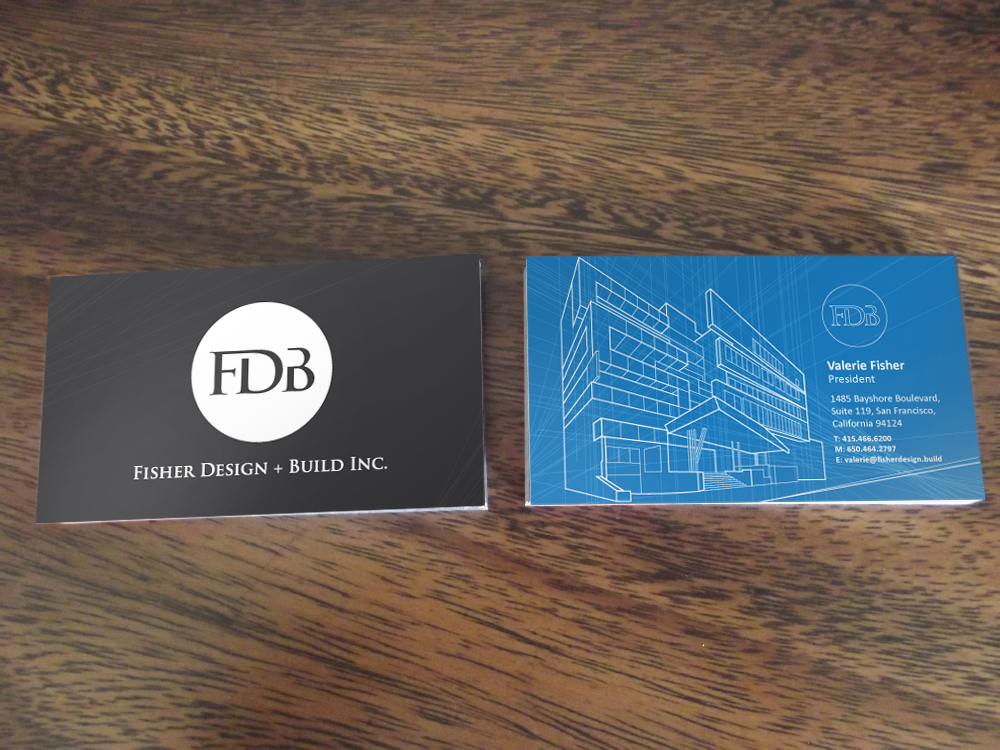 FDB
FISHER DESIGN + BUILD INC.
FDB
Valerie Fisher
President
1485 Bayshore Boulevard,
Suite 119, San Francisco,
California 94124
T: 415.466.6200
M: 650.464.2797
E: valerie@fisherdesign.build